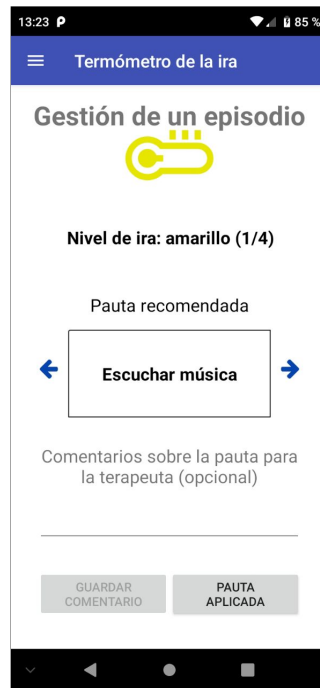 13:23 85 %
Termómetro de la ira
Gestión de un episodio
Nivel de ira: amarillo (1/4)
Pauta recomendada
Escuchar música
Comentarios sobre la pauta para
la terapeuta (opcional)
GUARDAR
COMENTARIO
PAUTA
APLICADA